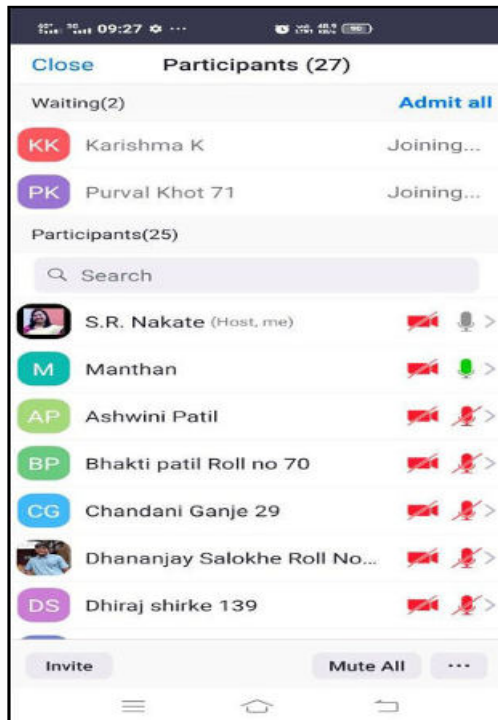 09:27 ···
Close Participants (27)
Waiting(2) Admit all
KK Karishma K Joining...
PK Purval Khot 71 Joining...
Participants(25)
Search
S.R. Nakate (Host, me)
M Manthan
AP Ashwini Patil
BP Bhakti patil Roll no 70
CG Chandani Ganje 29
Dhananjay Salokhe Roll No...
DS Dhiraj shirke 139
Invite Mute All ···